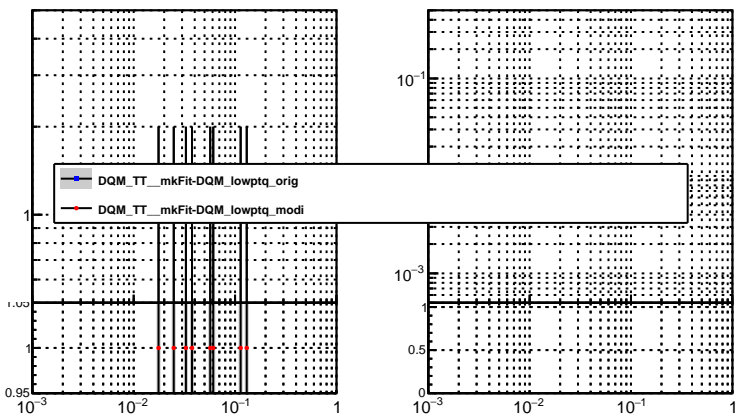 10⁻¹
DQM_TT__mkFit-DQM_lowptq_orig
DQM_TT__mkFit-DQM_lowptq_modi
1
10⁻³
1.05
1
1
0.5
0.95
0
10⁻³ 10⁻² 10⁻¹ 1
10⁻³ 10⁻² 10⁻¹ 1